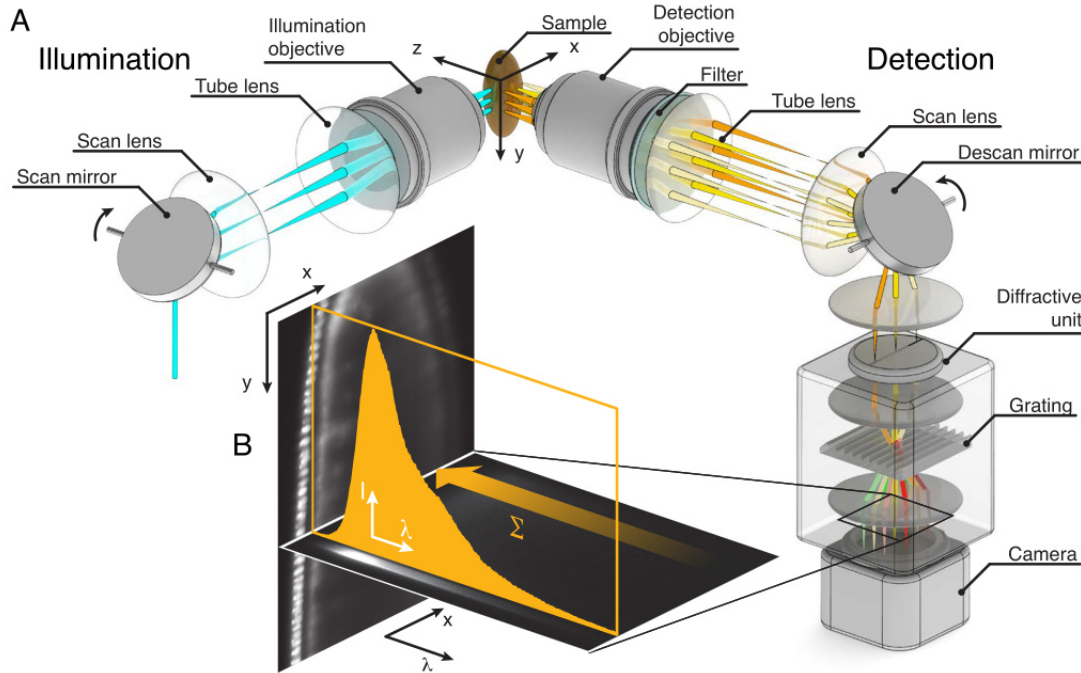 A
Illumination
Illumination
objective
Tube lens
Scan lens
Scan mirror
Sample
z
x
y
Detection
objective
Filter
Tube lens
Detection
Scan lens
Descan mirror
Diffractive
unit
Grating
Camera
x
y
B
I
λ
Σ
x
λ